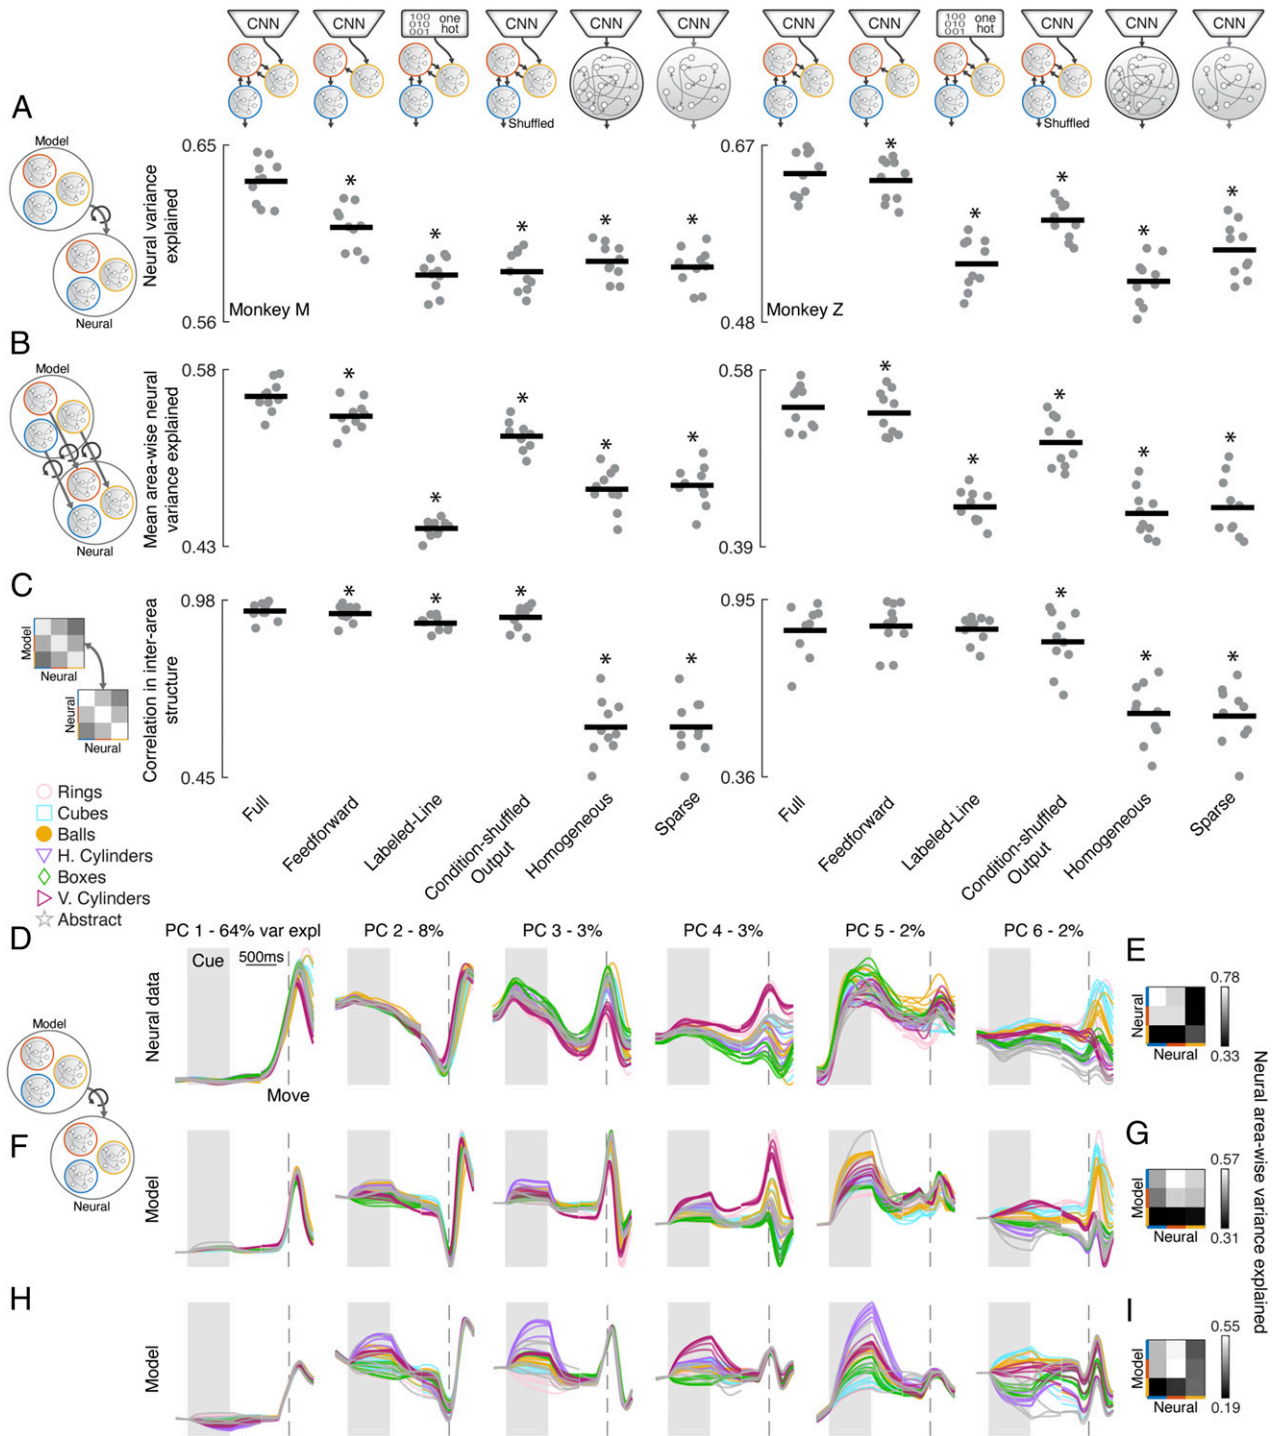 CNN CNN 100 010 001 one hot CNN CNN CNN CNN CNN 100 010 001 one hot CNN CNN CNN
Shuffled Shuffled
A
Model
Neural
Neural variance
explained
0.65
0.56
Monkey M
* * * * *
0.67
0.48
Monkey Z
* * * * *
B
Model
Neural
Mean area-wise neural
variance explained
0.58
0.43
* * * * *
0.58
0.39
* * * * *
C
Model
Neural
Neural
Neural
Correlation in inter-area
structure
0.98
0.45
* * * * *
0.95
0.36
* * *
Full
Feedforward
Labeled-Line
Condition-shuffled
Output
Homogeneous
Sparse
Full
Feedforward
Labeled-Line
Condition-shuffled
Output
Homogeneous
Sparse
Rings
Cubes
Balls
H. Cylinders
Boxes
V. Cylinders
Abstract
D
PC 1 - 64% var expl PC 2 - 8% PC 3 - 3% PC 4 - 3% PC 5 - 2% PC 6 - 2%
Cue 500ms
Neural data
Move
Model
Neural
E
Neural
Neural
0.78
0.33
F
Model
G
Model
Neural
0.57
0.31
H
Model
I
Model
Neural
0.55
0.19
Neural area-wise variance explained